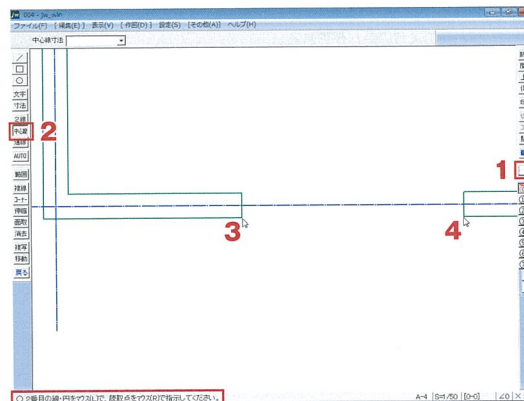 004 - jw_win
ファイル(F) [編集(E)] 表示(V) [作図(D)] 設定(S) [その他(A)] ヘルプ(H)
中心線寸法
文字
寸法
2線
中心線
2
連線
AUTO
1
範囲
複線
コーナー
伸縮
面取
消去
複写
移動
戻る
3
4
○ 2番目の線・円をマウス(L)で、読取点をマウス(R)で指示してください。
A-4 S=1/50 [0-0] ∠0 ×